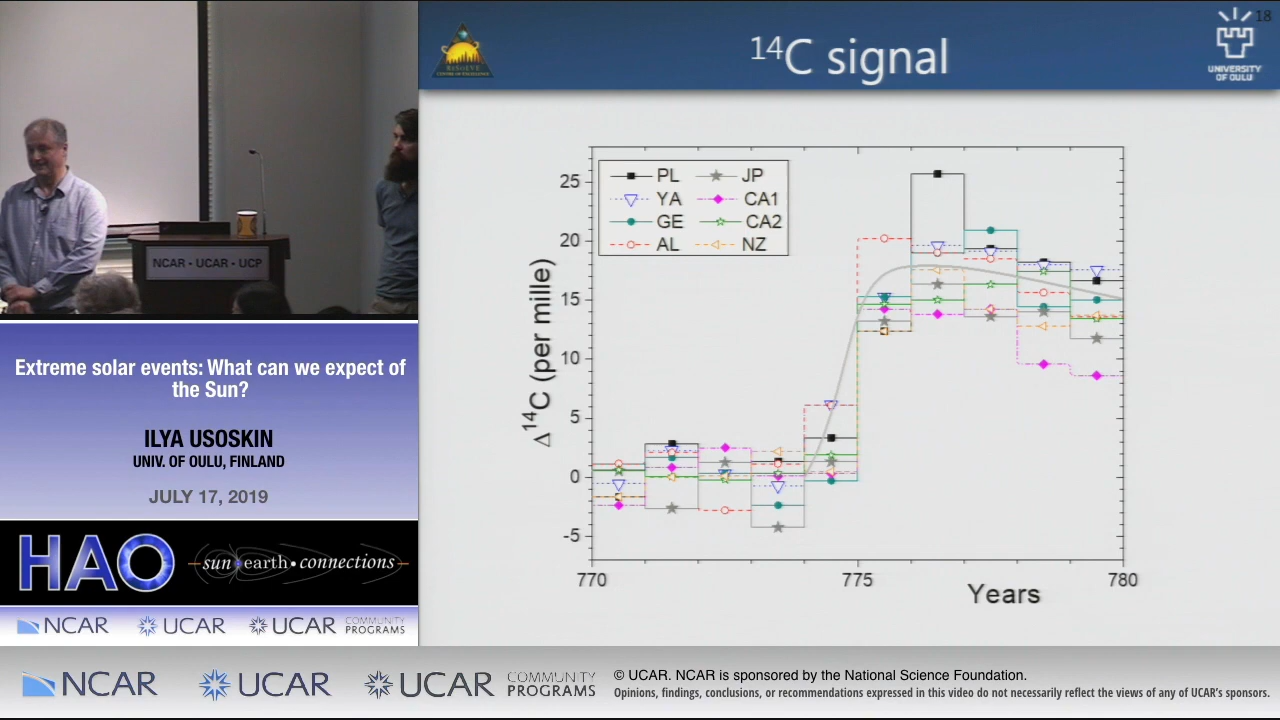 18
¹⁴C signal
UNIVERSITY
OF OULU
NCAR · UCAR · UCP
PL JP
YA CA1
GE CA2
AL NZ
25
20
15
10
5
0
-5
Δ¹⁴C (per mille)
770 775 780
Years
Extreme solar events: What can we expect of
the Sun?
ILYA USOSKIN
UNIV. OF OULU, FINLAND
JULY 17, 2019
HAO sun earth • connections
NCAR UCAR UCAR COMMUNITY
PROGRAMS
NCAR UCAR UCAR COMMUNITY
PROGRAMS
© UCAR. NCAR is sponsored by the National Science Foundation.
Opinions, findings, conclusions, or recommendations expressed in this video do not necessarily reflect the views of any of UCAR's sponsors.